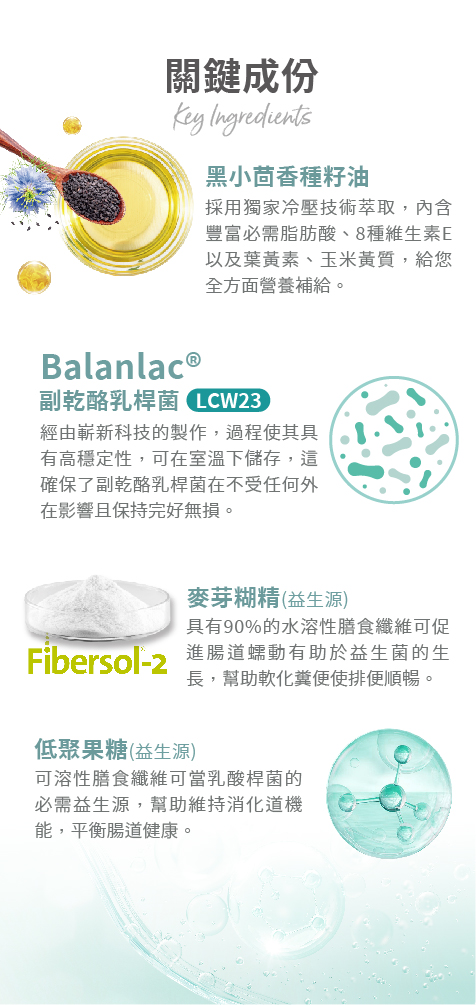 關鍵成份
Key Ingredients
黑小茴香種籽油
採用獨家冷壓技術萃取，內含
豐富必需脂肪酸、8種維生素E
以及葉黃素、玉米黃質，給您
全方面營養補給。
Balanlac®
副乾酪乳桿菌 LCW23
經由嶄新科技的製作，過程使其具
有高穩定性，可在室溫下儲存，這
確保了副乾酪乳桿菌在不受任何外
在影響且保持完好無損。
麥芽糊精(益生源)
具有90%的水溶性膳食纖維可促
進腸道蠕動有助於益生菌的生
長，幫助軟化糞便使排便順暢。
Fibersol-2
低聚果糖(益生源)
可溶性膳食纖維可當乳酸桿菌的
必需益生源，幫助維持消化道機
能，平衡腸道健康。